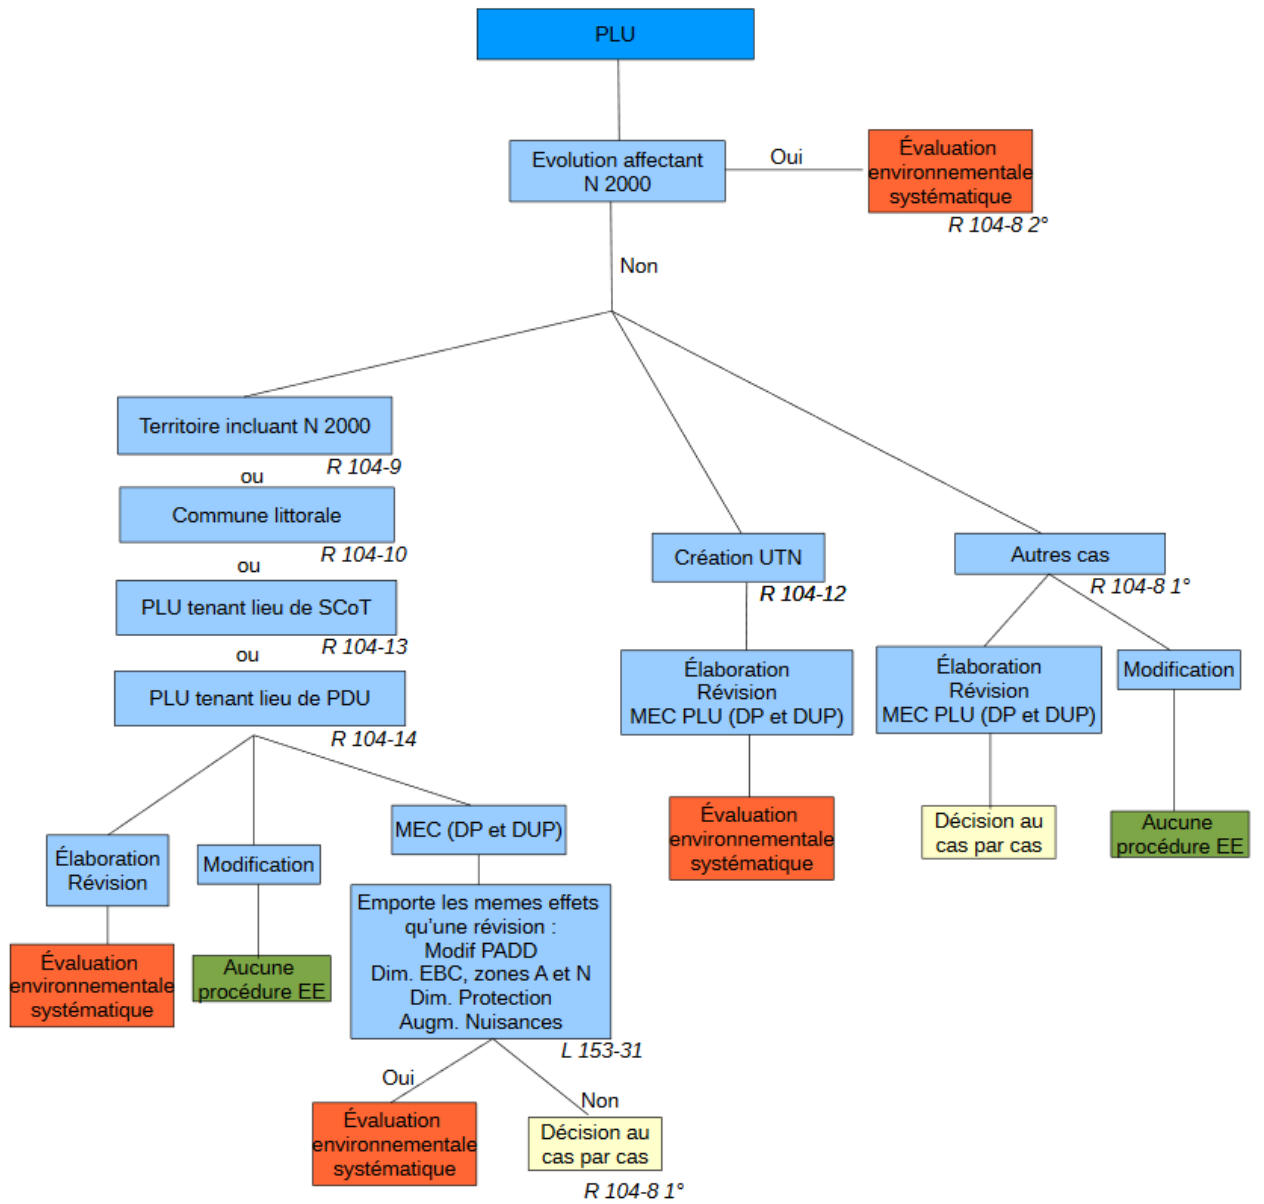 PLU
Evolution affectant
N 2000
Oui
Évaluation
environnementale
systématique
R 104-8 2°
Non
Territoire incluant N 2000
R 104-9
ou
Commune littorale
R 104-10
ou
PLU tenant lieu de SCoT
R 104-13
ou
PLU tenant lieu de PDU
R 104-14
Élaboration
Révision
Évaluation
environnementale
systématique
Modification
Aucune
procédure EE
MEC (DP et DUP)
Emporte les memes effets
qu'une révision :
Modif PADD
Dim. EBC, zones A et N
Dim. Protection
Augm. Nuisances
L 153-31
Oui
Évaluation
environnementale
systématique
Non
Décision au
cas par cas
R 104-8 1°
Création UTN
R 104-12
Élaboration
Révision
MEC PLU (DP et DUP)
Évaluation
environnementale
systématique
Autres cas
R 104-8 1°
Élaboration
Révision
MEC PLU (DP et DUP)
Décision au
cas par cas
Modification
Aucune
procédure EE